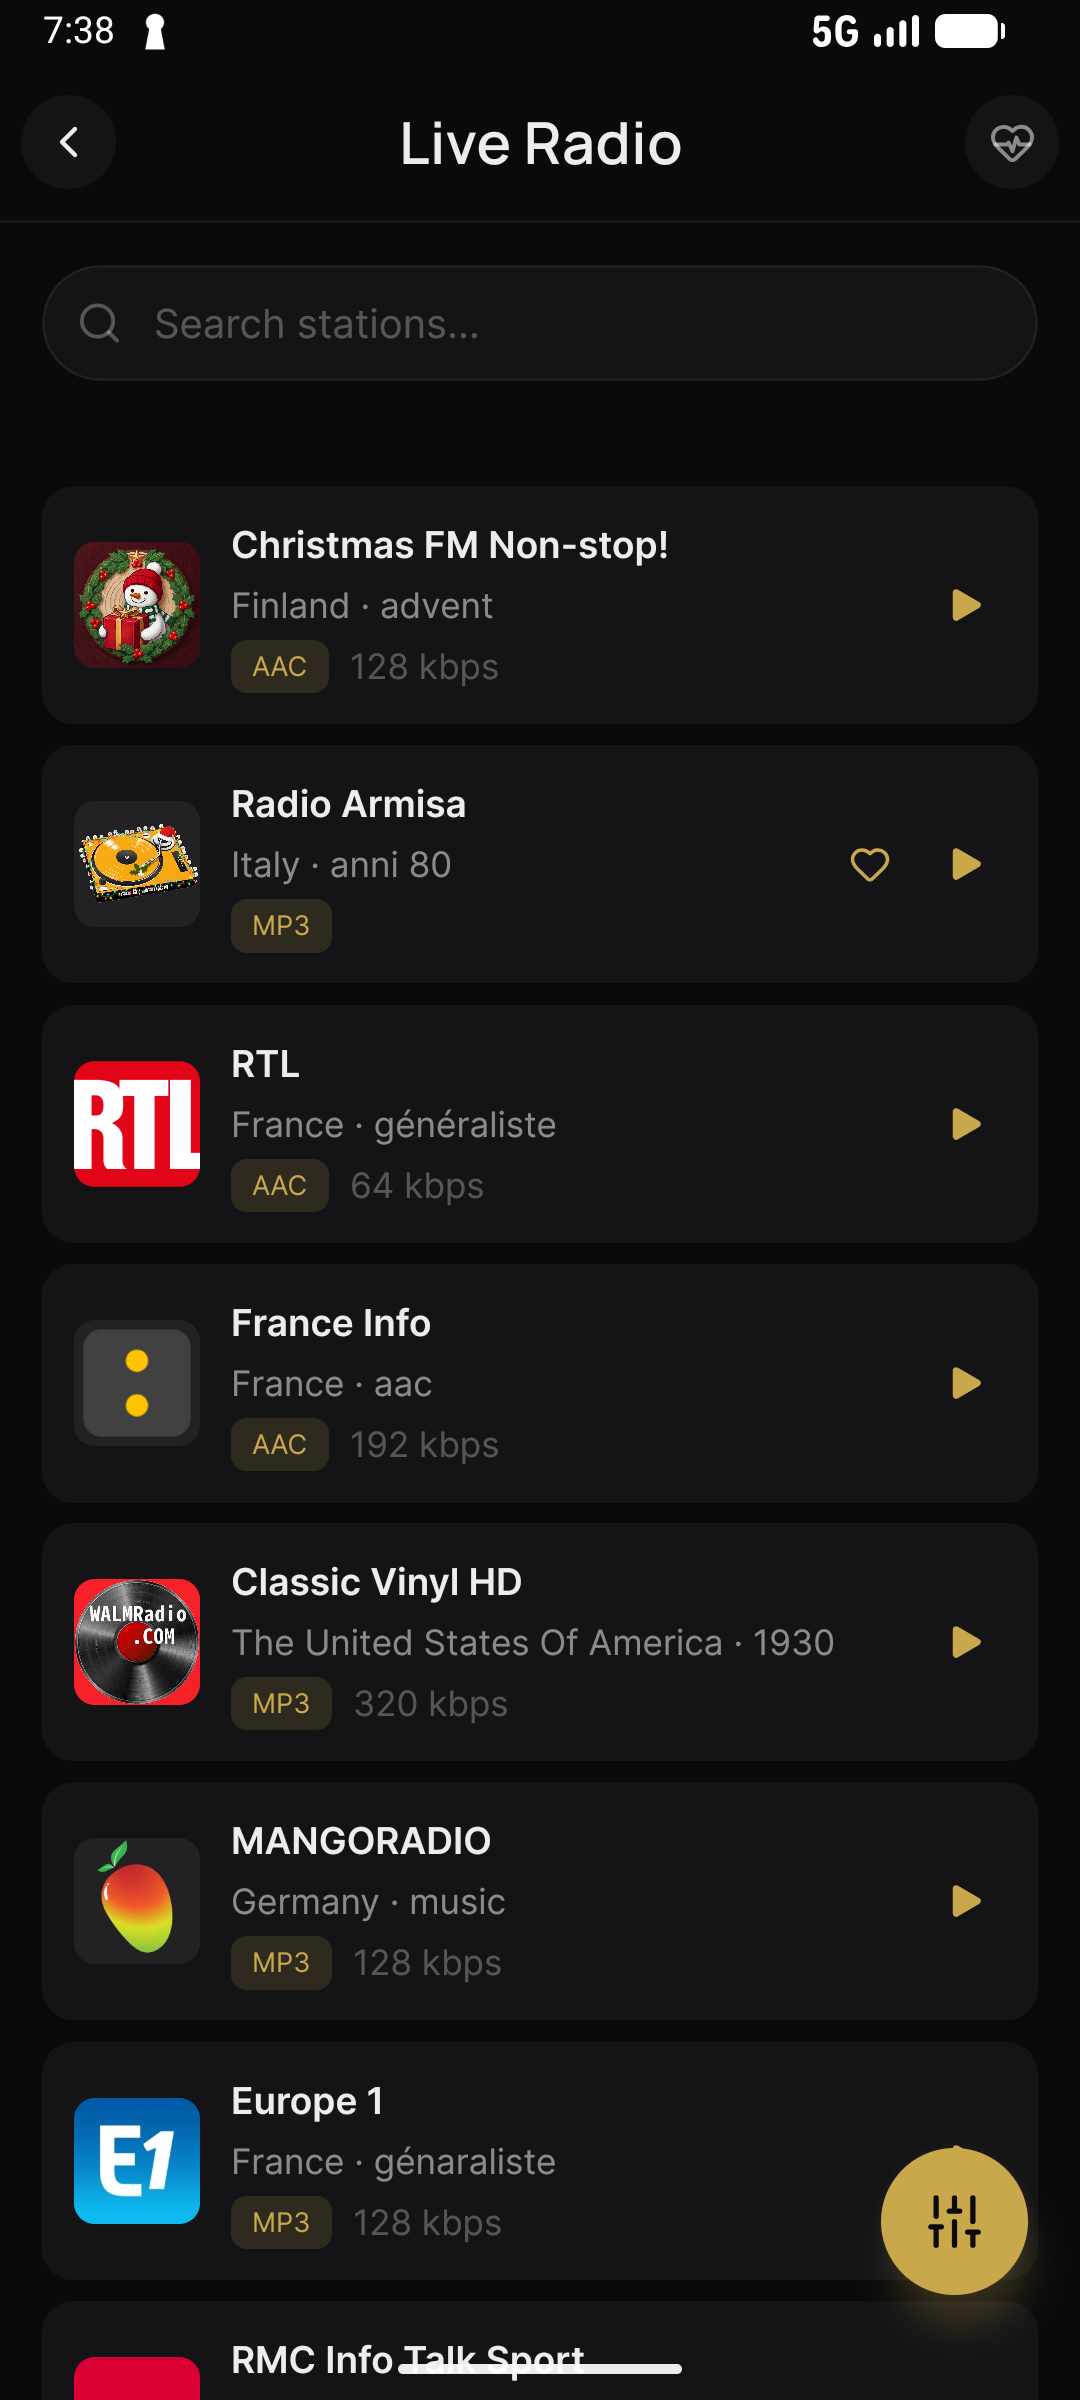 7:38
5G
Live Radio
Search stations...
Christmas FM Non-stop!
Finland · advent
AAC 128 kbps
Radio Armisa
Italy · anni 80
MP3
RTL
RTL
France · généraliste
AAC 64 kbps
France Info
France · aac
AAC 192 kbps
WALMRadio
.COM
Classic Vinyl HD
The United States Of America · 1930
MP3 320 kbps
MANGORADIO
Germany · music
MP3 128 kbps
E1
Europe 1
France · génaraliste
MP3 128 kbps
RMC Info Talk Sport